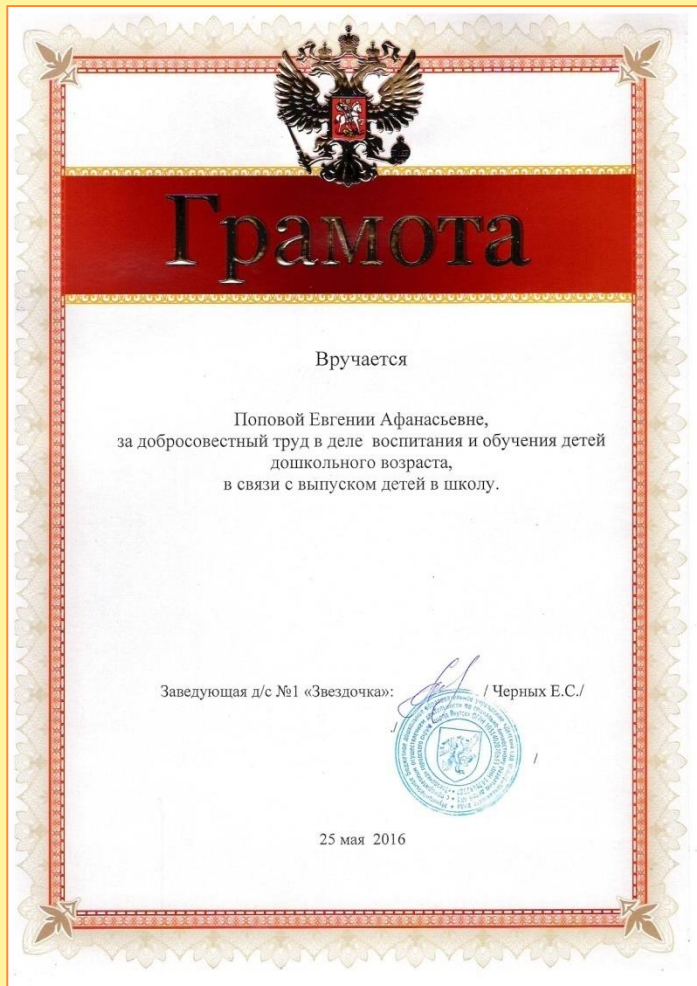 Грамота
Вручается
Поповой Евгении Афанасьевне,
за добросовестный труд в деле воспитания и обучения детей
дошкольного возраста,
в связи с выпуском детей в школу.
Заведующая д/с №1 «Звездочка»: / Черных Е.С./
/
25 мая 2016